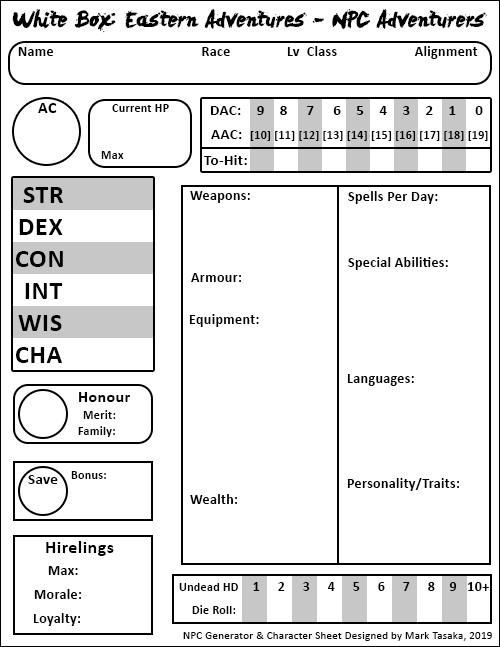 White Box: Eastern Adventures - NPC Adventurers
Name Race Lv Class Alignment
AC
Current HP
Max
DAC: 9 8 7 6 5 4 3 2 1 0
AAC: [10] [11] [12] [13] [14] [15] [16] [17] [18] [19]
To-Hit:
STR
DEX
CON
INT
WIS
CHA
Honour
Merit:
Family:
Save
Bonus:
Hirelings
Max:
Morale:
Loyalty:
Weapons:
Armour:
Equipment:
Wealth:
Spells Per Day:
Special Abilities:
Languages:
Personality/Traits:
Undead HD 1 2 3 4 5 6 7 8 9 10+
Die Roll:
NPC Generator & Character Sheet Designed by Mark Tasaka, 2019